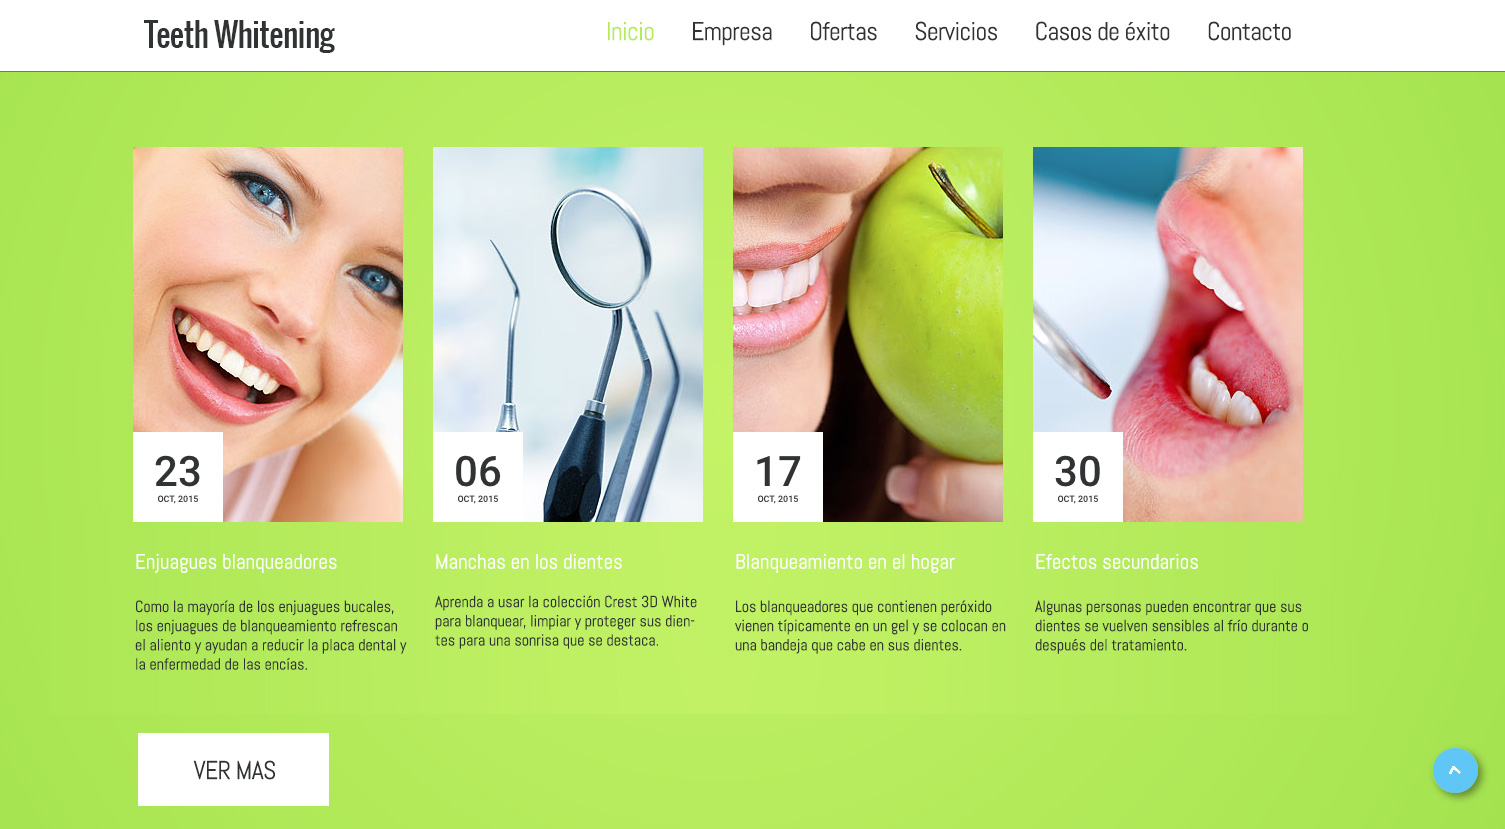 Teeth Whitening
Inicio Empresa Ofertas Servicios Casos de éxito Contacto
23
OCT, 2015
06
OCT, 2015
17
OCT, 2015
30
OCT, 2015
Enjuagues blanqueadores
Como la mayoría de los enjuagues bucales,
los enjuagues de blanqueamiento refrescan
el aliento y ayudan a reducir la placa dental y
la enfermedad de las encías.
Manchas en los dientes
Aprenda a usar la colección Crest 3D White
para blanquear, limpiar y proteger sus dien-
tes para una sonrisa que se destaca.
Blanqueamiento en el hogar
Los blanqueadores que contienen peróxido
vienen típicamente en un gel y se colocan en
una bandeja que cabe en sus dientes.
Efectos secundarios
Algunas personas pueden encontrar que sus
dientes se vuelven sensibles al frío durante o
después del tratamiento.
VER MAS